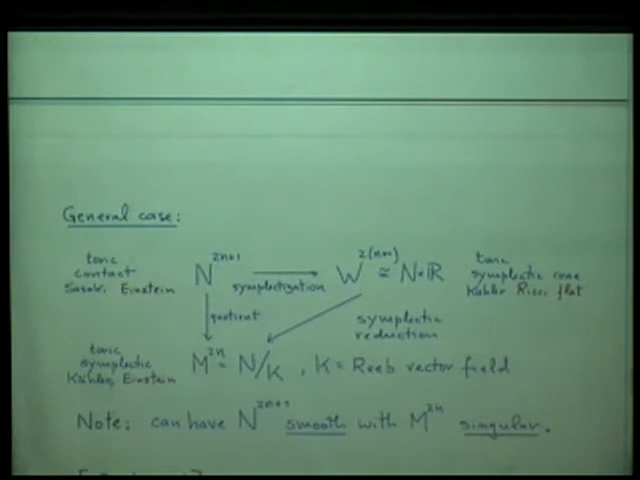 General case:
toric contact Sasaki Einstein
N^{2n+1} → W^{2(n+1)} ≅ N×ℝ
symplectization
toric symplectic cone Kähler Ricci flat
quotient
symplectic reduction
toric symplectic Kähler Einstein
M^{2n} = N/K , K = Reeb vector field
Note: can have N^{2n+1} smooth with M^{2n} singular.